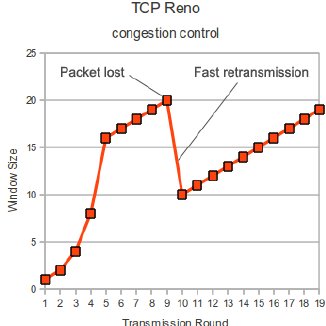 TCP Reno
congestion control
25
Packet lost
Fast retransmission
20
15
10
5
0
Window Size
1 2 3 4 5 6 7 8 9 10 11 12 13 14 15 16 17 18 19
Transmission Round